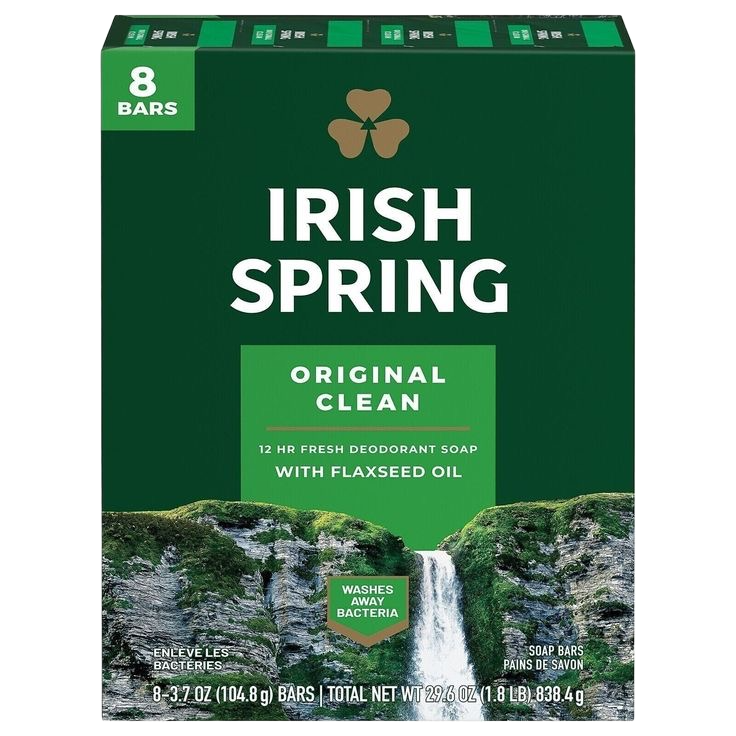 8
BARS
IRISH
SPRING
ORIGINAL
CLEAN
12 HR FRESH DEODORANT SOAP
WITH FLAXSEED OIL
WASHES
AWAY
BACTERIA
ENLÈVE LES
BACTÉRIES
SOAP BARS
PAINS DE SAVON
8-3.7 OZ (104.8 g) BARS | TOTAL NET WT 29.6 OZ (1.8 LB) 838.4 g